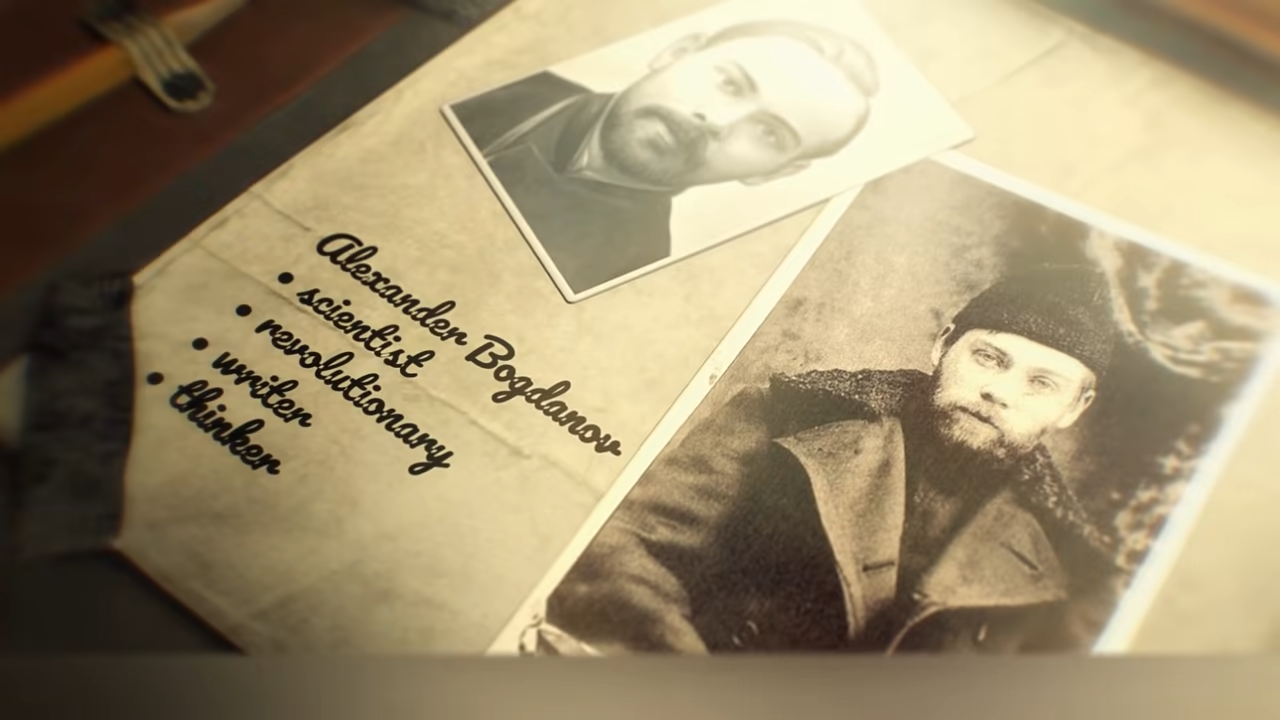 Alexander Bogdanov
• scientist
• revolutionary
• writer
• thinker